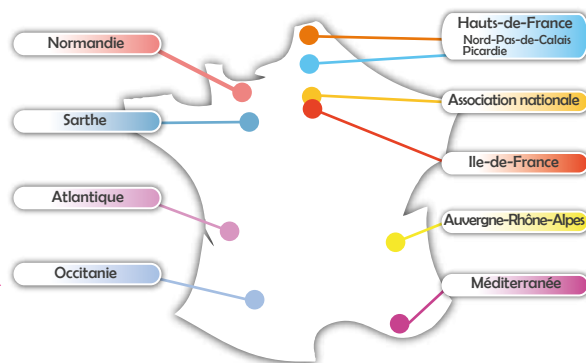 Normandie
Sarthe
Atlantique
Occitanie
Hauts-de-France
Nord-Pas-de-Calais
Picardie
Association nationale
Ile-de-France
Auvergne-Rhône-Alpes
Méditerranée